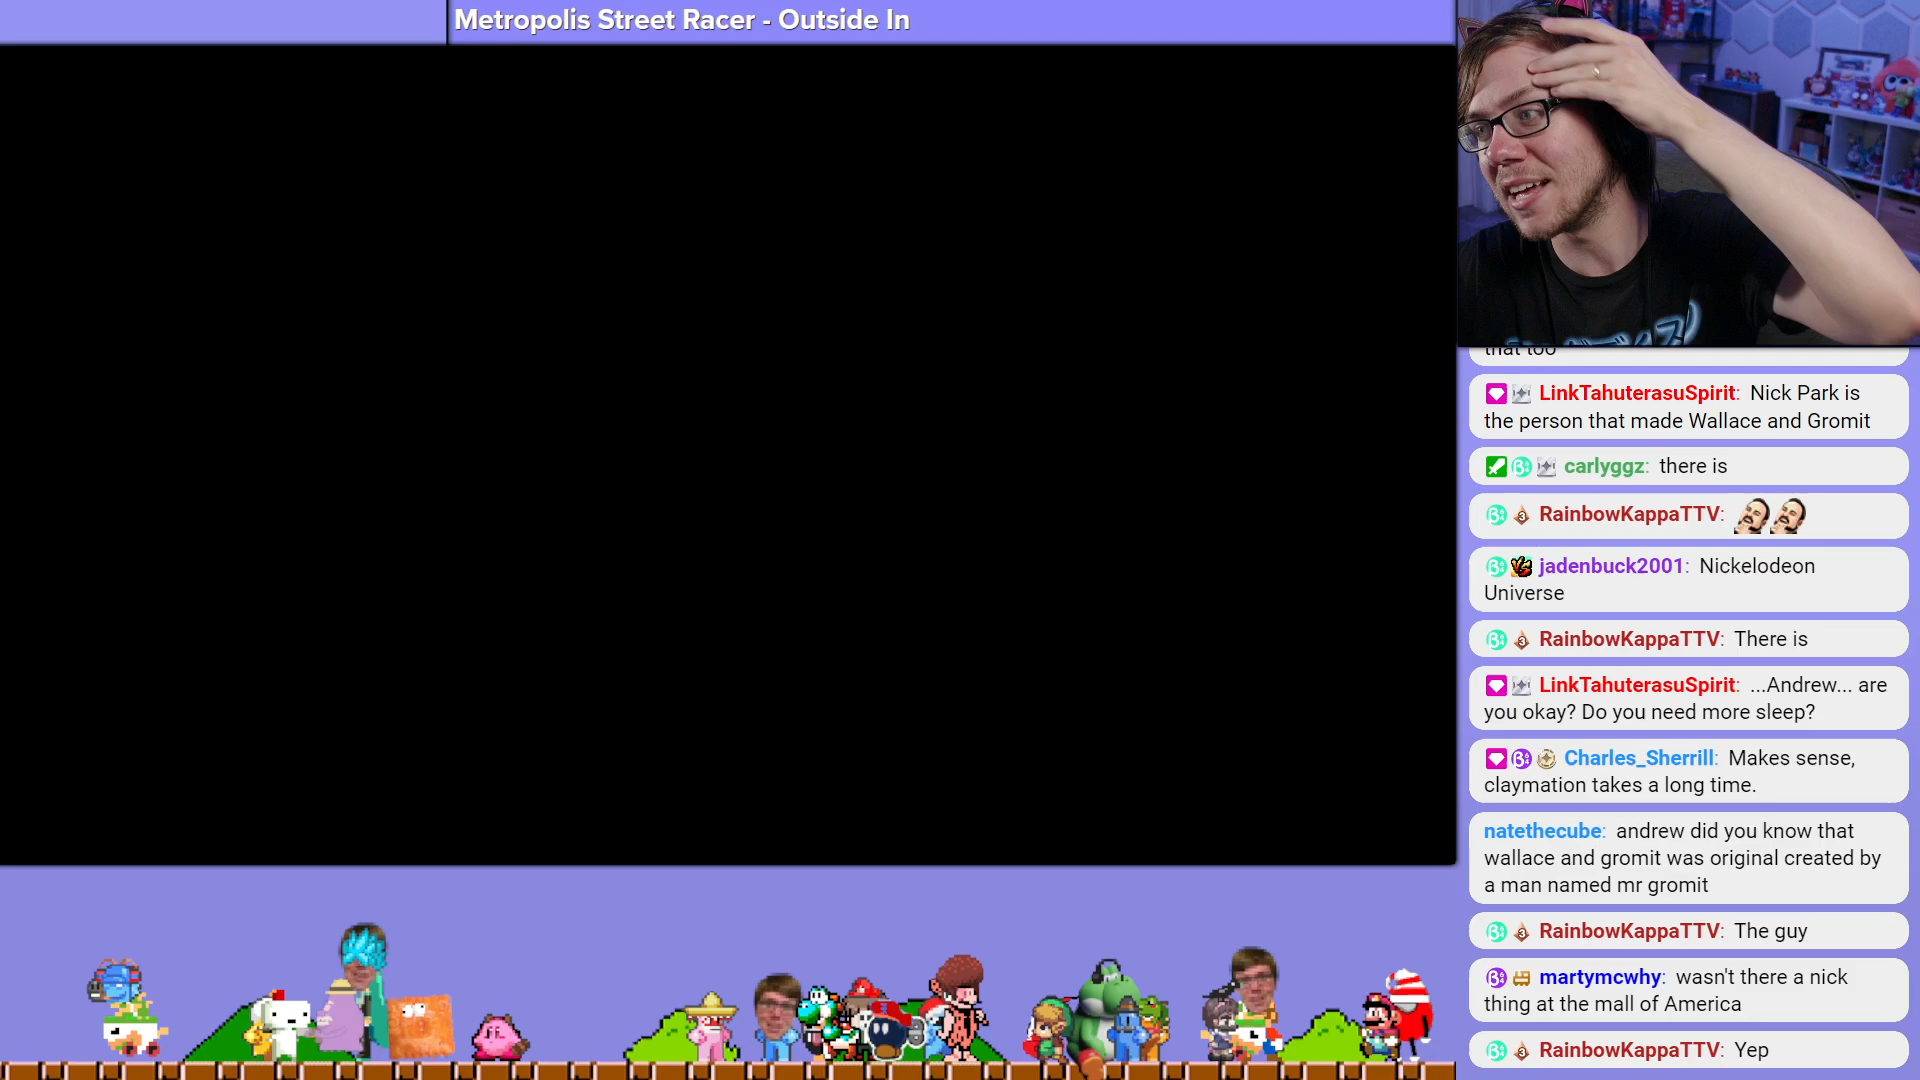 Metropolis Street Racer - Outside In
that too
LinkTahuterasuSpirit: Nick Park is
the person that made Wallace and Gromit
carlyggz: there is
RainbowKappaTTV:
jadenbuck2001: Nickelodeon
Universe
RainbowKappaTTV: There is
LinkTahuterasuSpirit: ...Andrew... are
you okay? Do you need more sleep?
Charles_Sherrill: Makes sense,
claymation takes a long time.
natethecube: andrew did you know that
wallace and gromit was original created by
a man named mr gromit
RainbowKappaTTV: The guy
martymcwhy: wasn't there a nick
thing at the mall of America
RainbowKappaTTV: Yep